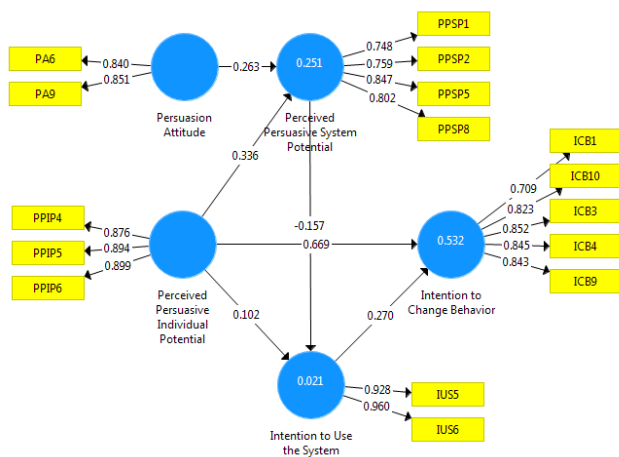 PPSP1
PA6
0.840
0.851
PA9
0.263
0.251
0.748
0.759
0.847
0.802
PPSP2
PPSP5
PPSP8
Persuasion
Attitude
Perceived
Persuasive System
Potential
0.336
ICB1
ICB10
ICB3
ICB4
ICB9
0.709
0.823
0.852
0.845
0.843
PPIP4
PPIP5
PPIP6
0.876
0.894
0.899
-0.157
0.669
0.532
Perceived
Persuasive
Individual
Potential
Intention to
Change Behavior
0.102
0.270
0.021
0.928
0.960
IUS5
IUS6
Intention to Use
the System